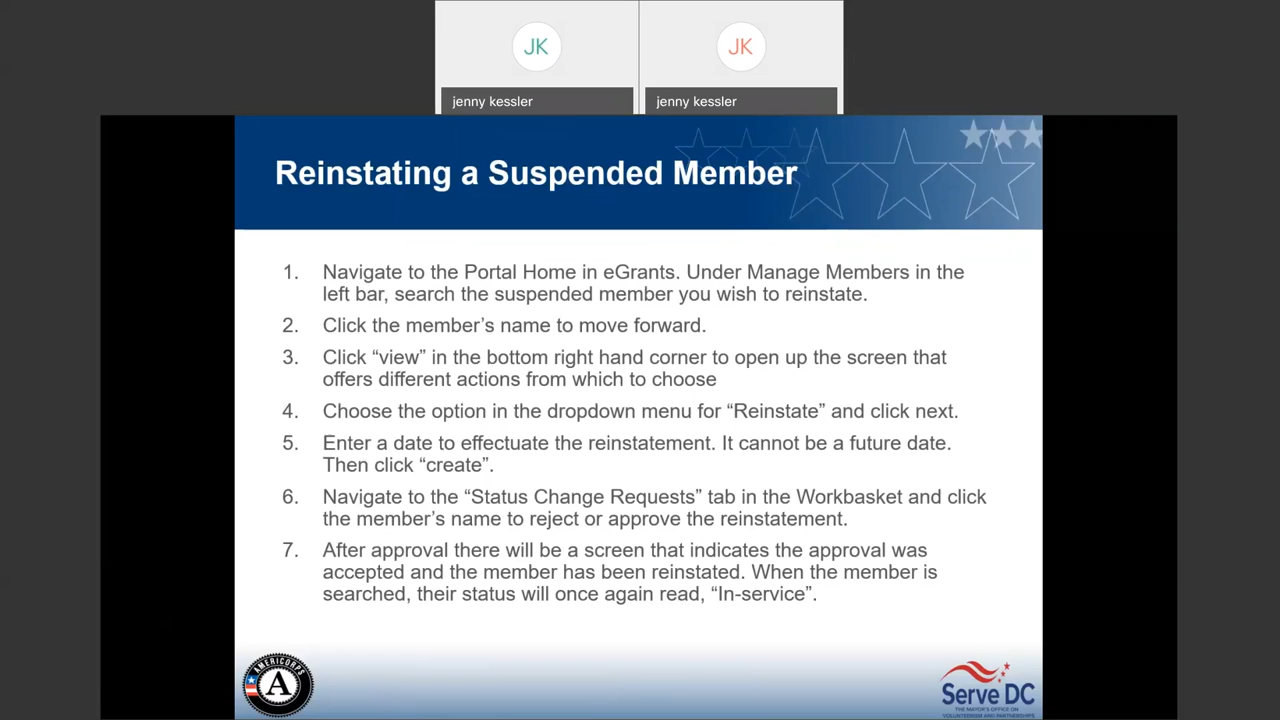 JK
JK
jenny kessler
jenny kessler
Reinstating a Suspended Member
1. Navigate to the Portal Home in eGrants. Under Manage Members in the
left bar, search the suspended member you wish to reinstate.
2. Click the member’s name to move forward.
3. Click “view” in the bottom right hand corner to open up the screen that
offers different actions from which to choose
4. Choose the option in the dropdown menu for “Reinstate” and click next.
5. Enter a date to effectuate the reinstatement. It cannot be a future date.
Then click “create”.
6. Navigate to the “Status Change Requests” tab in the Workbasket and click
the member’s name to reject or approve the reinstatement.
7. After approval there will be a screen that indicates the approval was
accepted and the member has been reinstated. When the member is
searched, their status will once again read, “In-service”.
AMERICORPS
A
Serve DC
THE MAYOR'S OFFICE ON
VOLUNTEERISM AND PARTNERSHIPS